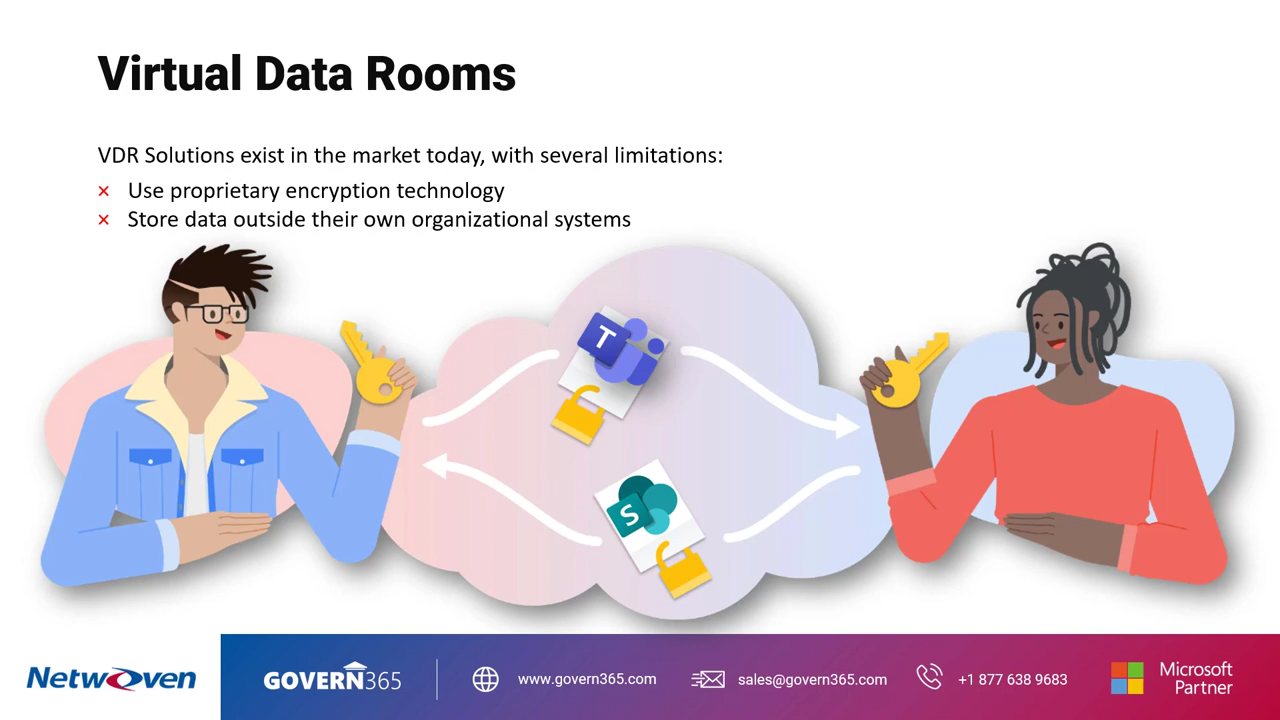 Virtual Data Rooms
VDR Solutions exist in the market today, with several limitations:
× Use proprietary encryption technology
× Store data outside their own organizational systems
T
S
Netwoven
GOVERN365
www.govern365.com
sales@govern365.com
+1 877 638 9683
Microsoft
Partner